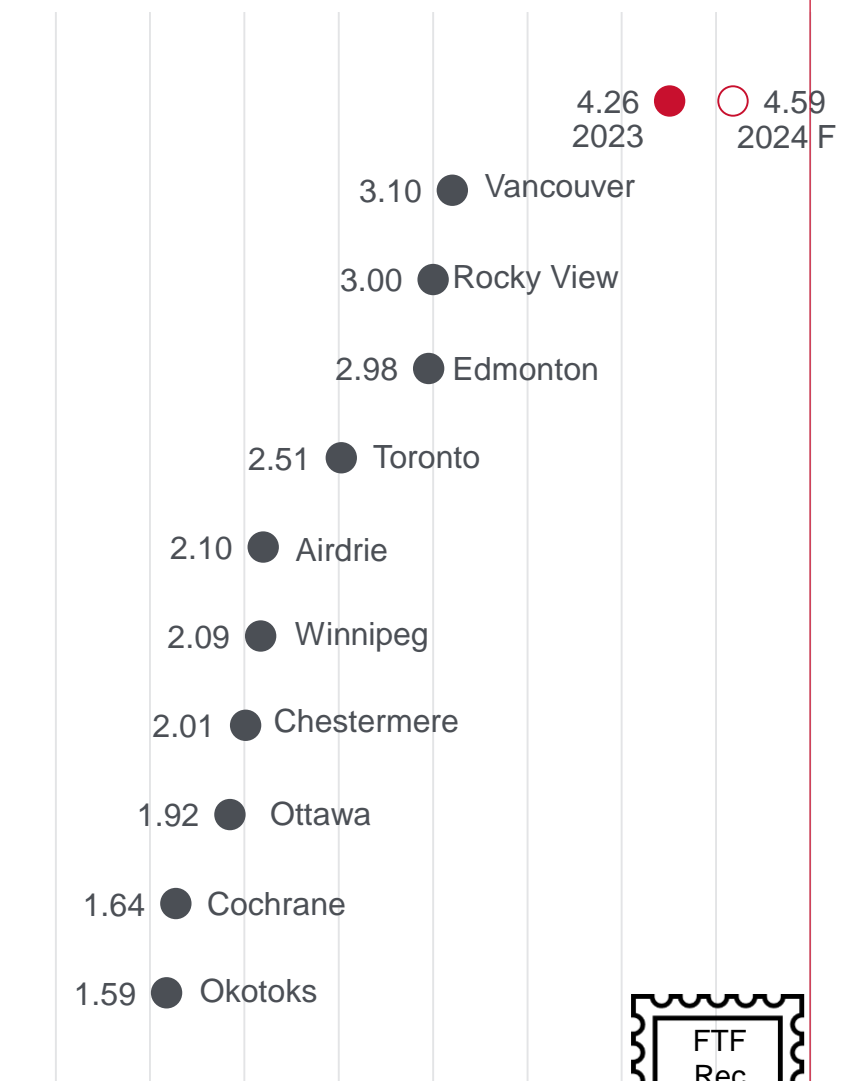 4.26 4.59
2023 2024 F
3.10 Vancouver
3.00 Rocky View
2.98 Edmonton
2.51 Toronto
2.10 Airdrie
2.09 Winnipeg
2.01 Chestermere
1.92 Ottawa
1.64 Cochrane
1.59 Okotoks
FTF
Rec